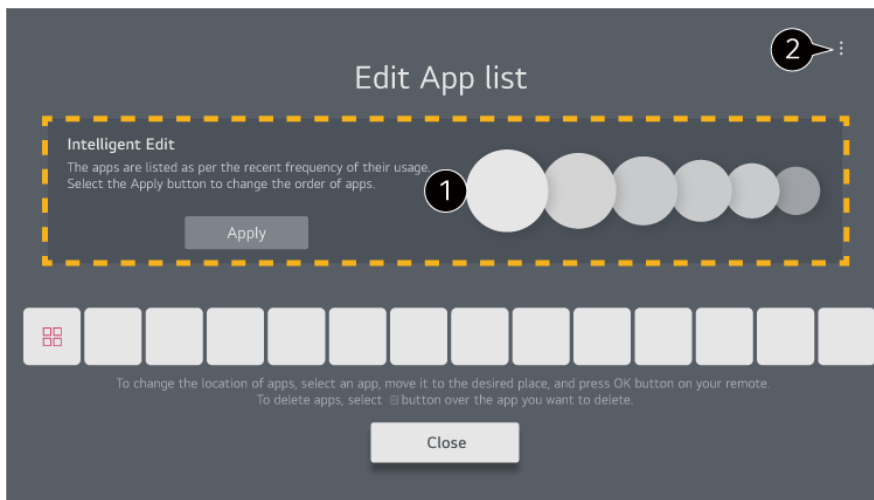 2
Edit App list
Intelligent Edit
The apps are listed as per the recent frequency of their usage.
Select the Apply button to change the order of apps.
1
Apply
To change the location of apps, select an app, move it to the desired place, and press OK button on your remote.
To delete apps, select button over the app you want to delete.
Close